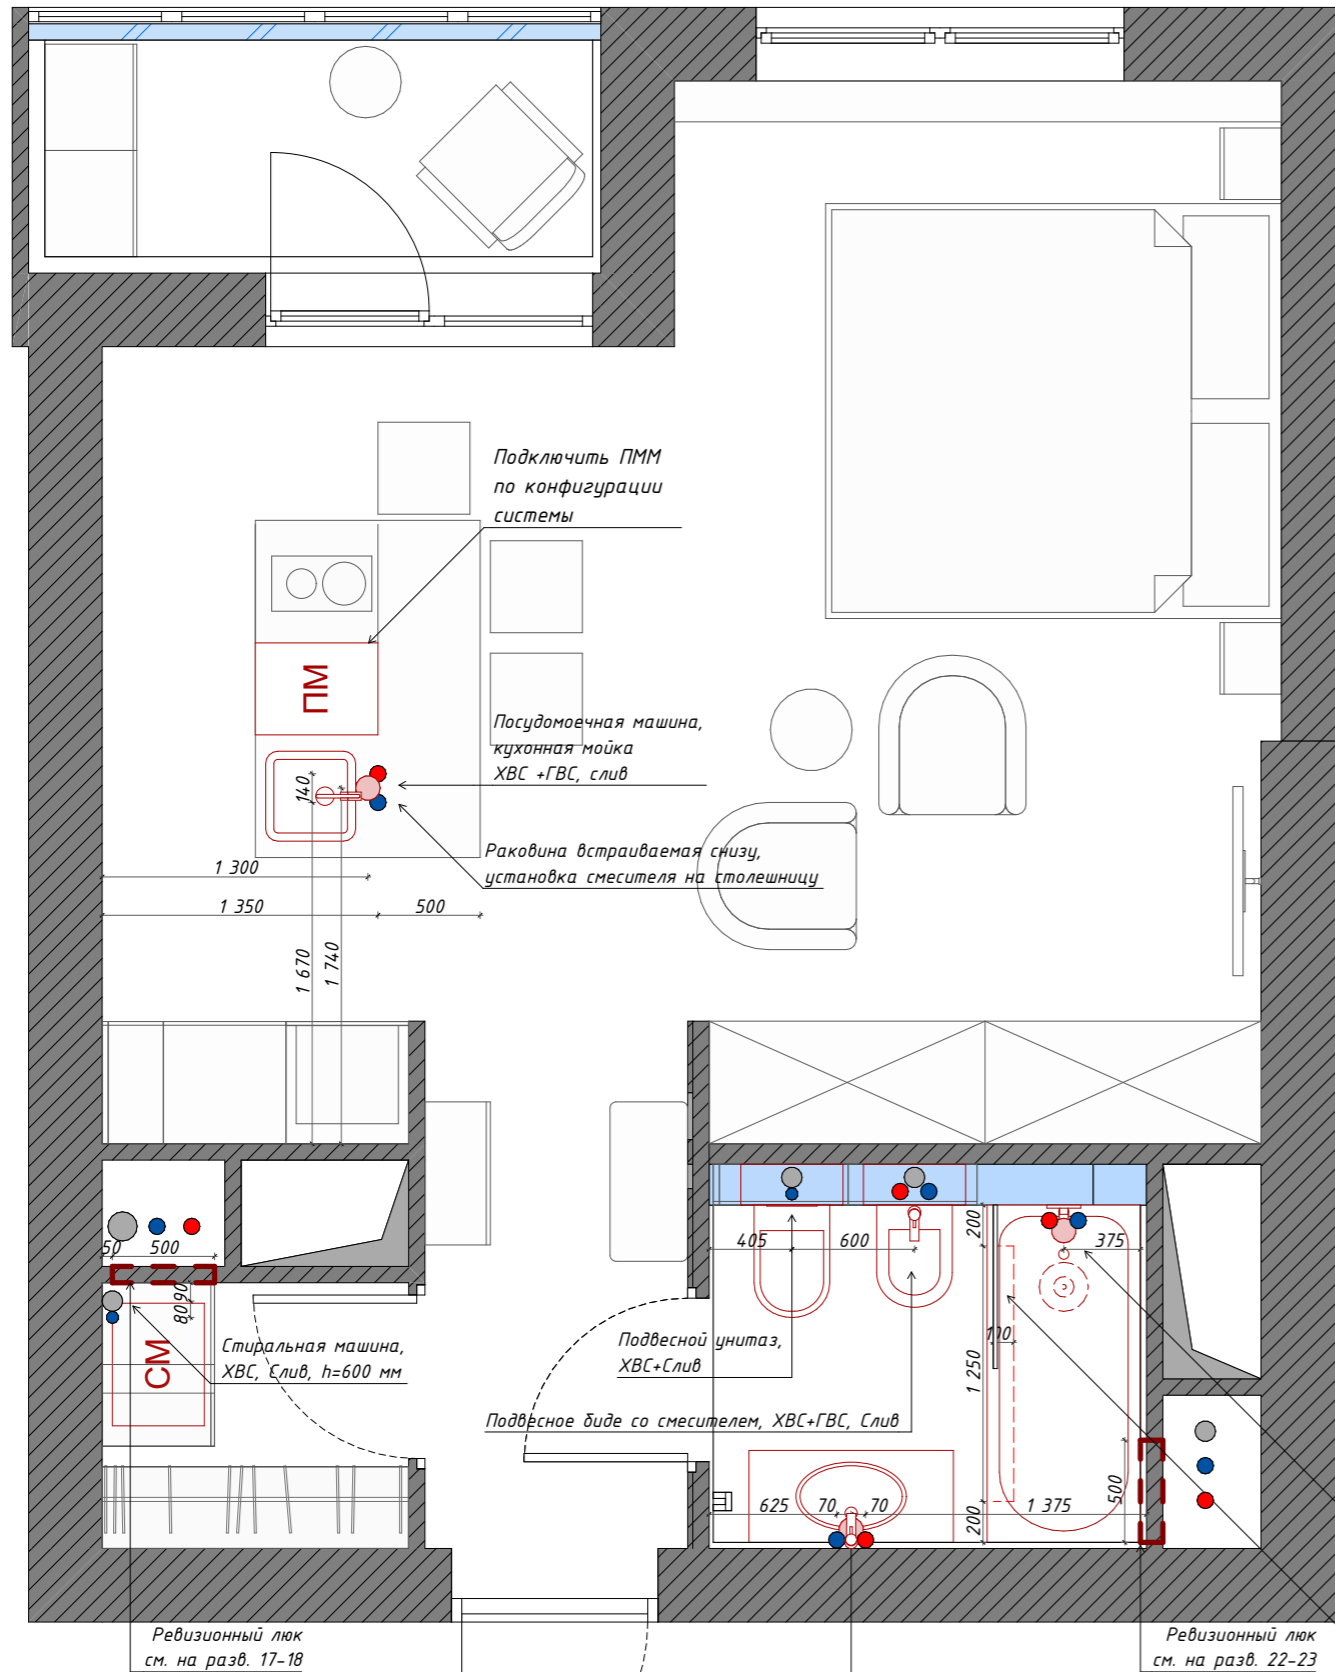 Подключить ПММ
по конфигурации
системы
ПМ
Посудомоечная машина,
кухонная мойка
ХВС +ГВС, слив
140
Раковина встраиваемая снизу,
установка смесителя на столешницу
1 300
1 350
500
1 670
1 740
50
500
80
90
СМ
Стиральная машина,
ХВС, Слив, h=600 мм
405
600
200
375
100
1 250
Подвесной унитаз,
ХВС+Слив
Подвесное биде со смесителем, ХВС+ГВС, Слив
625
70
70
200
1 375
500
Ревизионный люк
см. на разв. 17-18
Ревизионный люк
см. на разв. 22-23